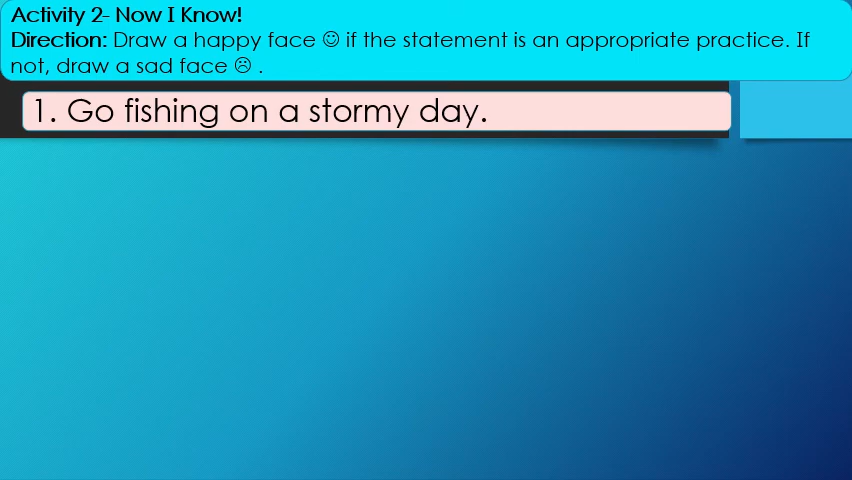 Activity 2- Now I Know!
Direction: Draw a happy face ☺ if the statement is an appropriate practice. If
not, draw a sad face ☹ .
1. Go fishing on a stormy day.